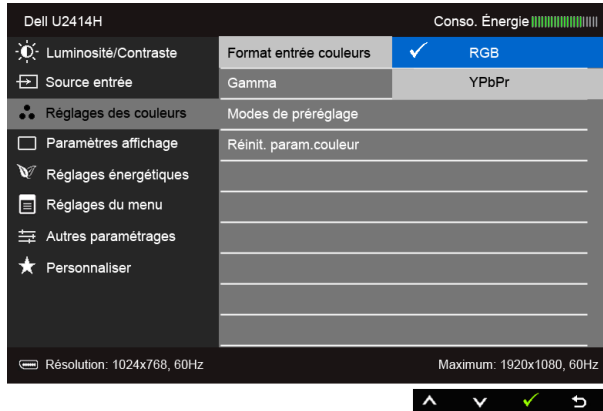 Dell U2414H Conso. Énergie
Luminosité/Contraste Format entrée couleurs RGB
Source entrée Gamma YPbPr
Réglages des couleurs Modes de préréglage
Paramètres affichage Réinit. param.couleur
Réglages énergétiques
Réglages du menu
Autres paramétrages
Personnaliser
Résolution: 1024x768, 60Hz Maximum: 1920x1080, 60Hz